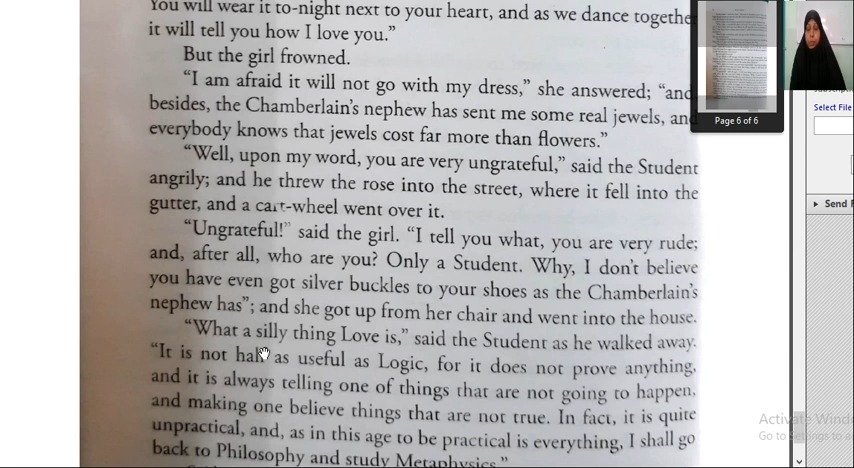 You will wear it to-night next to your heart, and as we dance together
it will tell you how I love you.”
But the girl frowned.
“I am afraid it will not go with my dress,” she answered; “and,
besides, the Chamberlain’s nephew has sent me some real jewels, and
everybody knows that jewels cost far more than flowers.”
“Well, upon my word, you are very ungrateful,” said the Student
angrily; and he threw the rose into the street, where it fell into the
gutter, and a cart-wheel went over it.
“Ungrateful!” said the girl. “I tell you what, you are very rude;
and, after all, who are you? Only a Student. Why, I don’t believe
you have even got silver buckles to your shoes as the Chamberlain’s
nephew has”; and she got up from her chair and went into the house.
“What a silly thing Love is,” said the Student as he walked away.
“It is not half as useful as Logic, for it does not prove anything,
and it is always telling one of things that are not going to happen,
and making one believe things that are not true. In fact, it is quite
unpractical, and, as in this age to be practical is everything, I shall go
back to Philosophy and study Metaphysics.”
Page 6 of 6
Select File
Send F
Activate Windo
Go to Settings to a